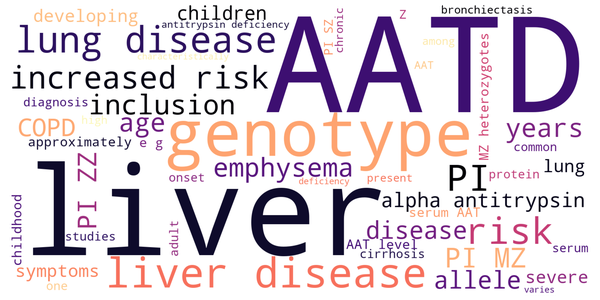 developing
children
antitrypsin deficiency
PI SZ
chronic
Z
bronchiectasis
lung disease
AATD
characteristically
AAT
among
MZ heterozygotes
increased risk
diagnosis
high
inclusion
COPD
age
genotype
years
approximately
e g
common
PI ZZ
emphysema
lung
onset
deficiency
present
PI
protein
liver
alpha antitrypsin
childhood
studies
adult
serum AAT
disease
risk
AAT level
cirrhosis
PI MZ
serum
symptoms
one
liver disease
allele
severe
varies